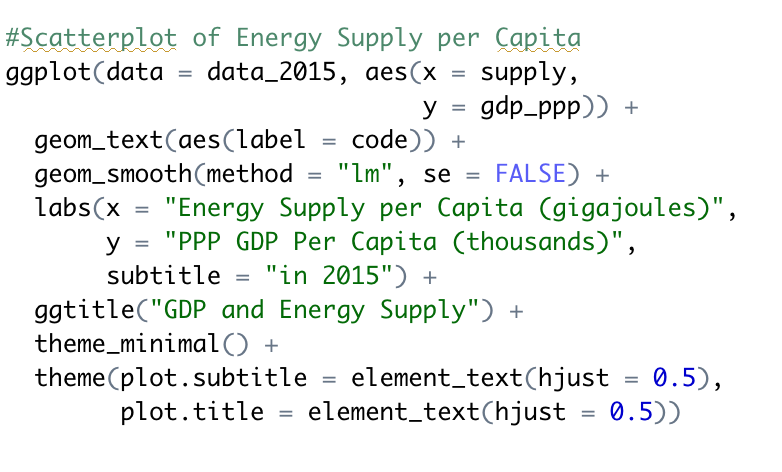 #Scatterplot of Energy Supply per Capita
ggplot(data = data_2015, aes(x = supply,
                             y = gdp_ppp)) +
  geom_text(aes(label = code)) +
  geom_smooth(method = "lm", se = FALSE) +
  labs(x = "Energy Supply per Capita (gigajoules)",
       y = "PPP GDP Per Capita (thousands)",
       subtitle = "in 2015") +
  ggtitle("GDP and Energy Supply") +
  theme_minimal() +
  theme(plot.subtitle = element_text(hjust = 0.5),
        plot.title = element_text(hjust = 0.5))